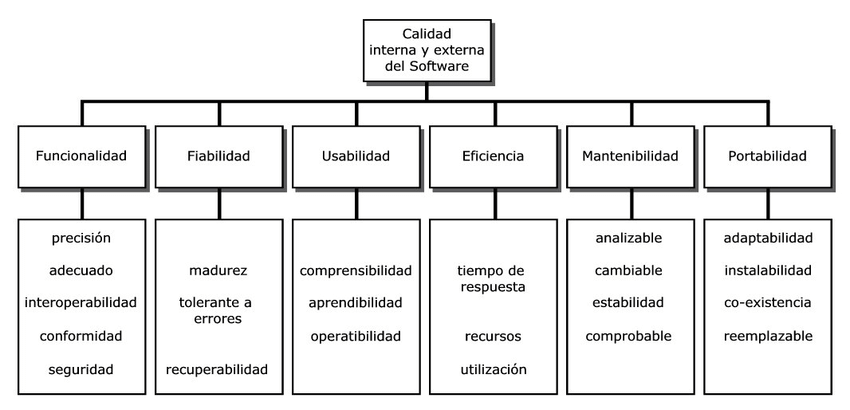 Calidad
interna y externa
del Software
Funcionalidad
Fiabilidad
Usabilidad
Eficiencia
Mantenibilidad
Portabilidad
precisión
adecuado
interoperabilidad
conformidad
seguridad
madurez
tolerante a
errores
recuperabilidad
comprensibilidad
aprendibilidad
operatibilidad
tiempo de
respuesta
recursos
utilización
analizable
cambiable
estabilidad
comprobable
adaptabilidad
instalabilidad
co-existencia
reemplazable